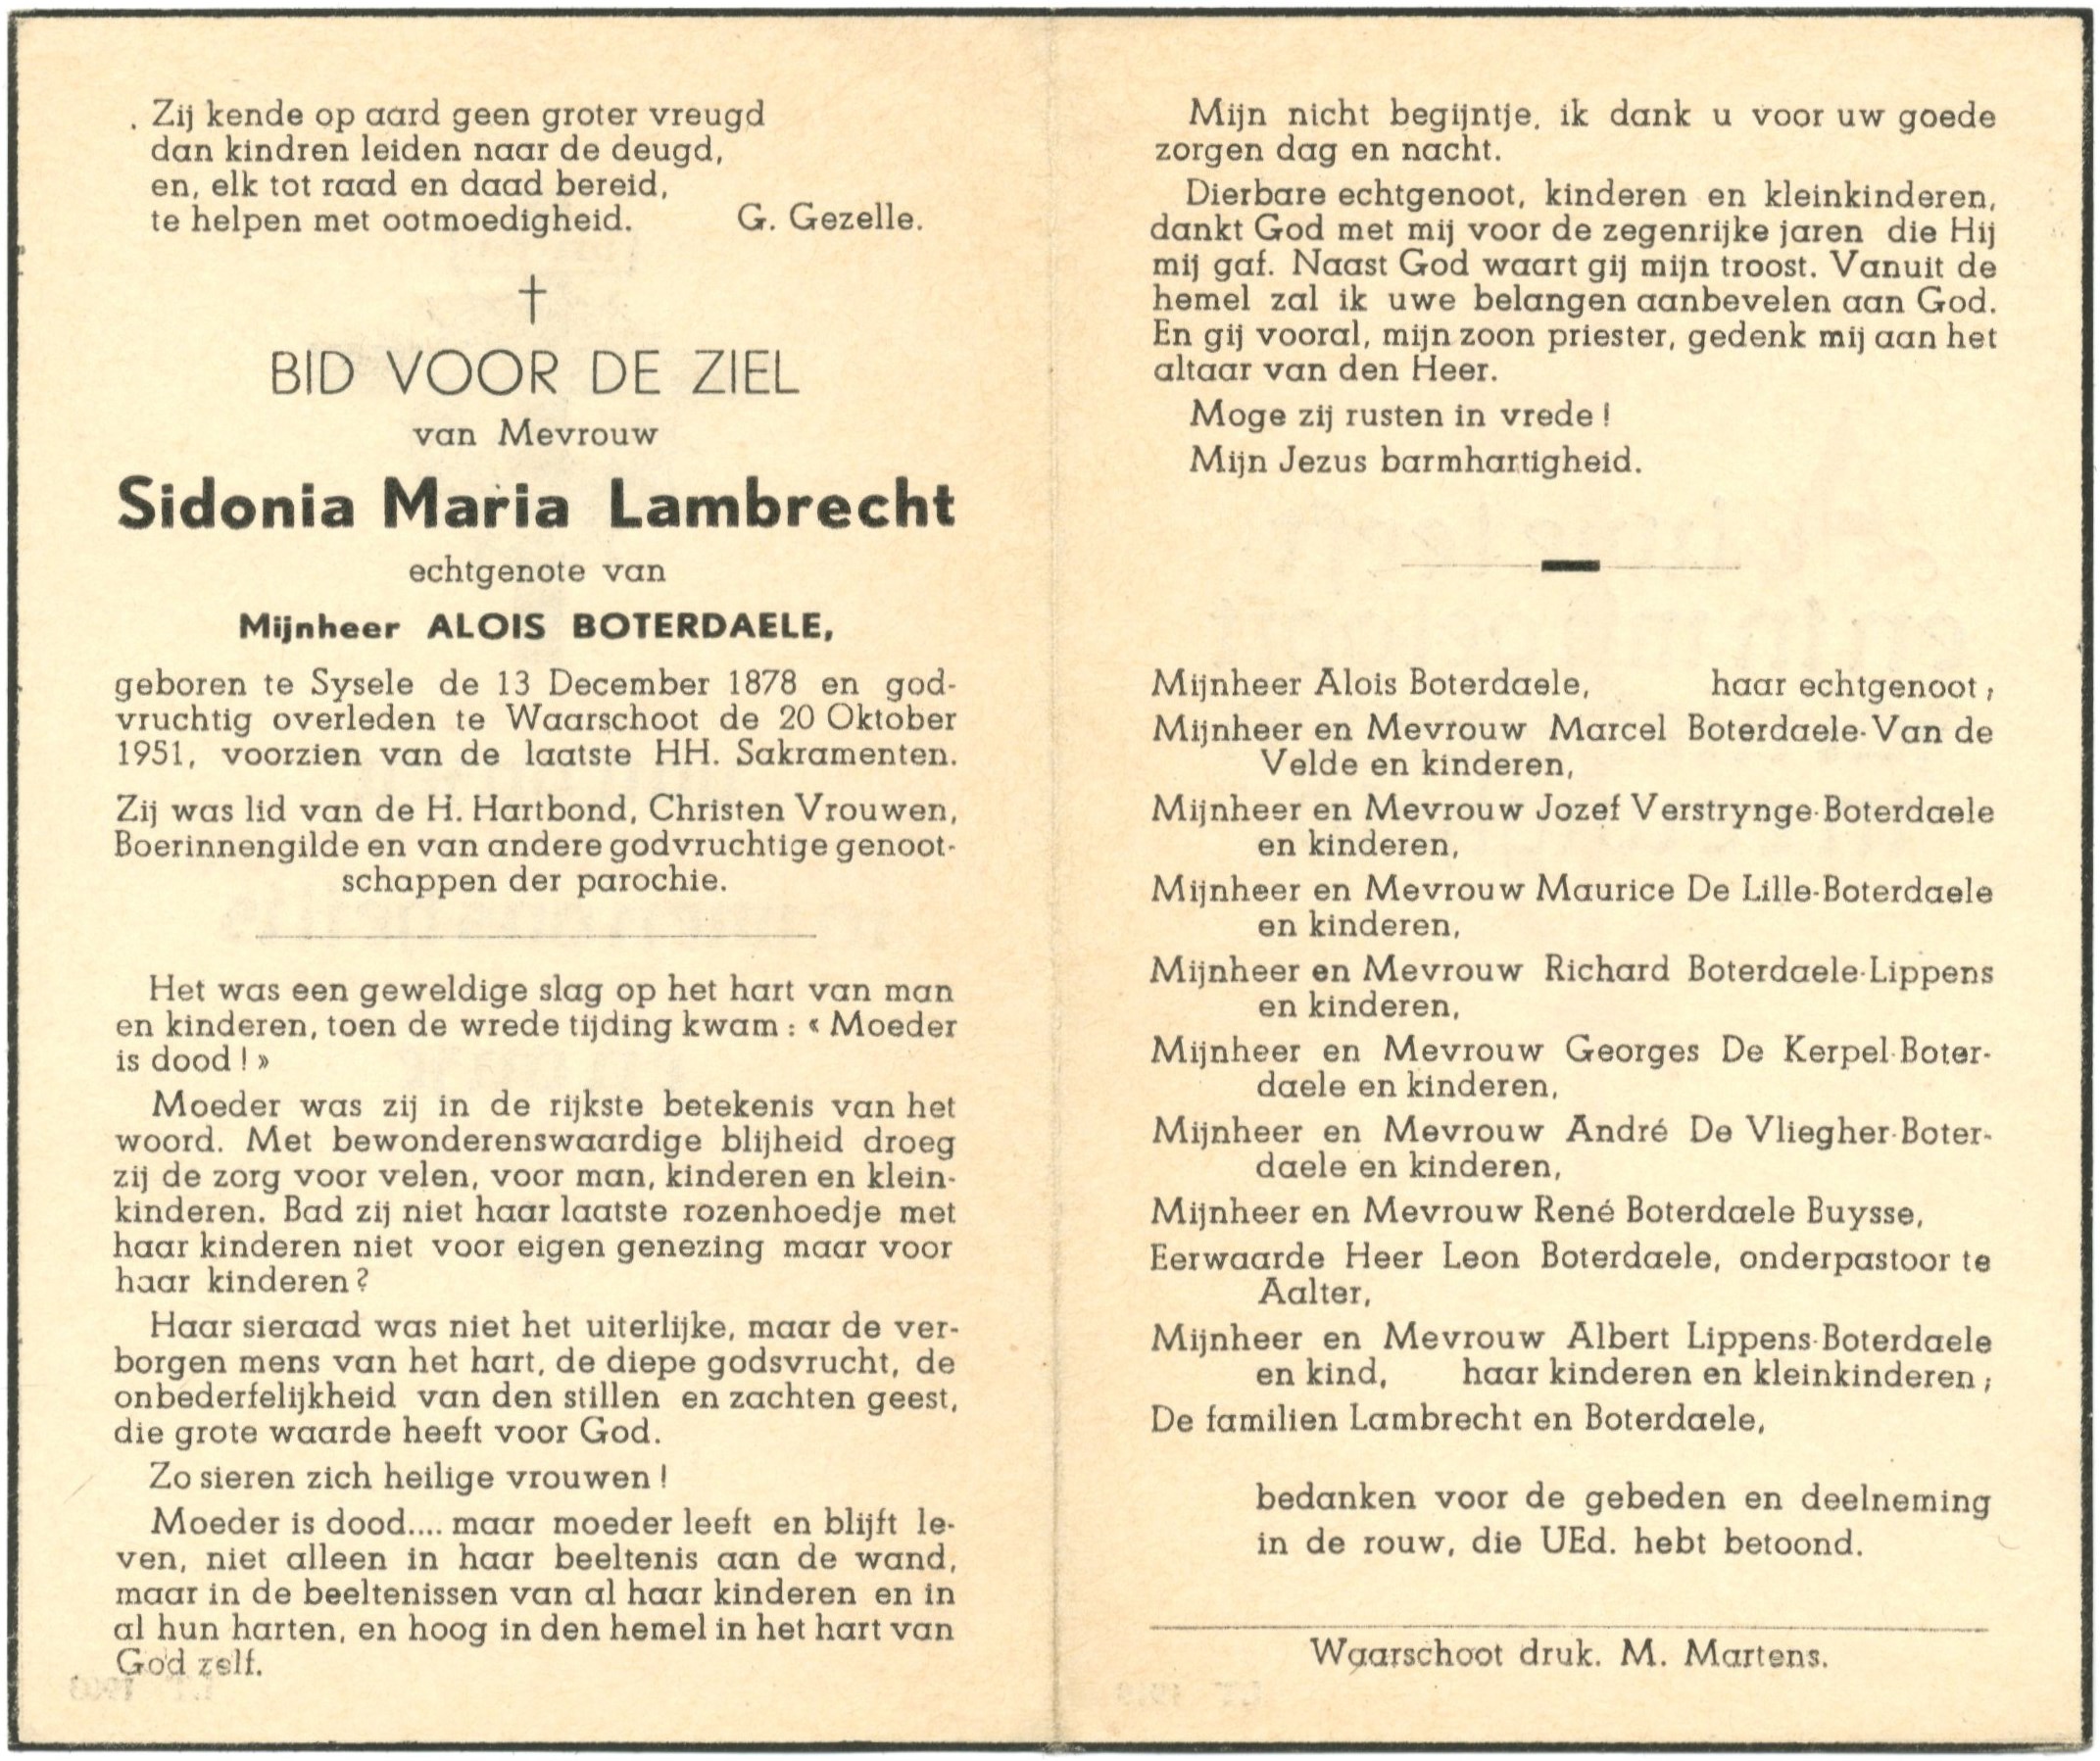 Zij kende op aard geen groter vreugd
dan kindren leiden naar de deugd,
en, elk tot raad en daad bereid,
te helpen met ootmoedigheid. G. Gezelle.
BID VOOR DE ZIEL
van Mevrouw
Sidonia Maria Lambrecht
echtgenote van
Mijnheer ALOIS BOTERDAELE,
geboren te Sysele de 13 December 1878 en god-
vruchtig overleden te Waarschoot de 20 Oktober
1951, voorzien van de laatste HH. Sakramenten.
Zij was lid van de H. Hartbond, Christen Vrouwen,
Boerinnengilde en van andere godvruchtige genoot-
schappen der parochie.
Het was een geweldige slag op het hart van man
en kinderen, toen de wrede tijding kwam : « Moeder
is dood ! »
Moeder was zij in de rijkste betekenis van het
woord. Met bewonderenswaardige blijheid droeg
zij de zorg voor velen, voor man, kinderen en klein-
kinderen. Bad zij niet haar laatste rozenhoedje met
haar kinderen niet voor eigen genezing maar voor
haar kinderen ?
Haar sieraad was niet het uiterlijke, maar de ver-
borgen mens van het hart, de diepe godsvrucht, de
onbederfelijkheid van den stillen en zachten geest,
die grote waarde heeft voor God.
Zo sieren zich heilige vrouwen !
Moeder is dood.... maar moeder leeft en blijft le-
ven, niet alleen in haar beeltenis aan de wand,
maar in de beeltenissen van al haar kinderen en in
al hun harten, en hoog in den hemel in het hart van
God zelf.
Mijn nicht begijntje, ik dank u voor uw goede
zorgen dag en nacht.
Dierbare echtgenoot, kinderen en kleinkinderen,
dankt God met mij voor de zegenrijke jaren die Hij
mij gaf. Naast God waart gij mijn troost. Vanuit de
hemel zal ik uwe belangen aanbevelen aan God.
En gij vooral, mijn zoon priester, gedenk mij aan het
altaar van den Heer.
Moge zij rusten in vrede !
Mijn Jezus barmhartigheid.
Mijnheer Alois Boterdaele, haar echtgenoot ;
Mijnheer en Mevrouw Marcel Boterdaele-Van de
Velde en kinderen,
Mijnheer en Mevrouw Jozef Verstrynge-Boterdaele
en kinderen,
Mijnheer en Mevrouw Maurice De Lille-Boterdaele
en kinderen,
Mijnheer en Mevrouw Richard Boterdaele-Lippens
en kinderen,
Mijnheer en Mevrouw Georges De Kerpel-Boter-
daele en kinderen,
Mijnheer en Mevrouw André De Vliegher-Boter-
daele en kinderen,
Mijnheer en Mevrouw René Boterdaele Buysse,
Eerwaarde Heer Leon Boterdaele, onderpastoor te
Aalter,
Mijnheer en Mevrouw Albert Lippens-Boterdaele
en kind, haar kinderen en kleinkinderen ;
De familien Lambrecht en Boterdaele,
bedanken voor de gebeden en deelneming
in de rouw, die UEd. hebt betoond.
Waarschoot druk. M. Martens.